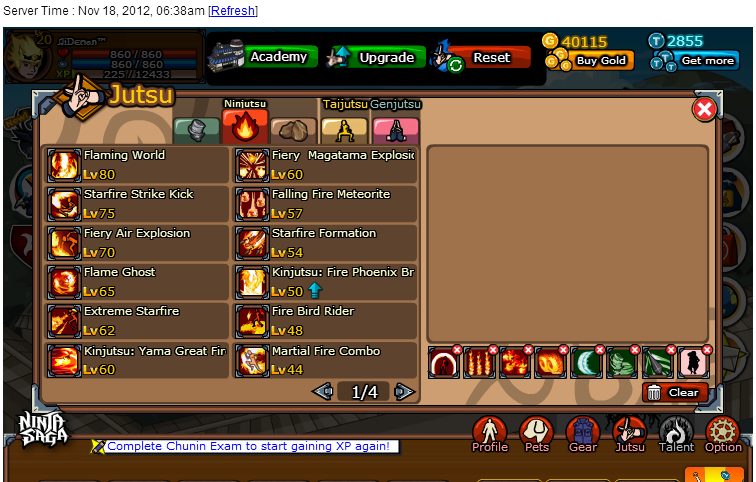 Server Time : Nov 18, 2012, 06:38am [Refresh]
20 JiDemon™
860 / 860
860 / 860
XP 225 / 12433
Academy
Upgrade
Reset
G 40115
Buy Gold
T 2855
Get more
Jutsu
Ninjutsu
Taijutsu
Genjutsu
Flaming World
Lv80
Fiery Magatama Explosi
Lv60
Starfire Strike Kick
Lv75
Falling Fire Meteorite
Lv57
Fiery Air Explosion
Lv70
Starfire Formation
Lv54
Flame Ghost
Lv65
Kinjutsu: Fire Phoenix Br
Lv50
Extreme Starfire
Lv62
Fire Bird Rider
Lv48
Kinjutsu: Yama Great Fir
Lv60
Martial Fire Combo
Lv44
1/4
Clear
NINJA SAGA
Complete Chunin Exam to start gaining XP again!
Profile
Pets
Gear
Jutsu
Talent
Option